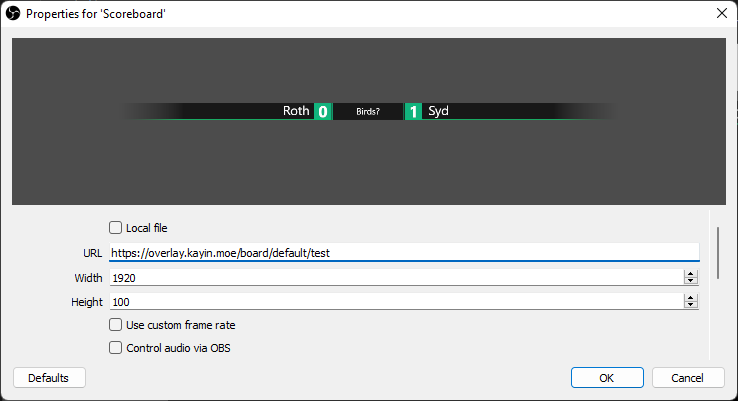 Properties for 'Scoreboard'
Roth 0 Birds? 1 Syd
Local file
URL https://overlay.kayin.moe/board/default/test
Width 1920
Height 100
Use custom frame rate
Control audio via OBS
Defaults OK Cancel